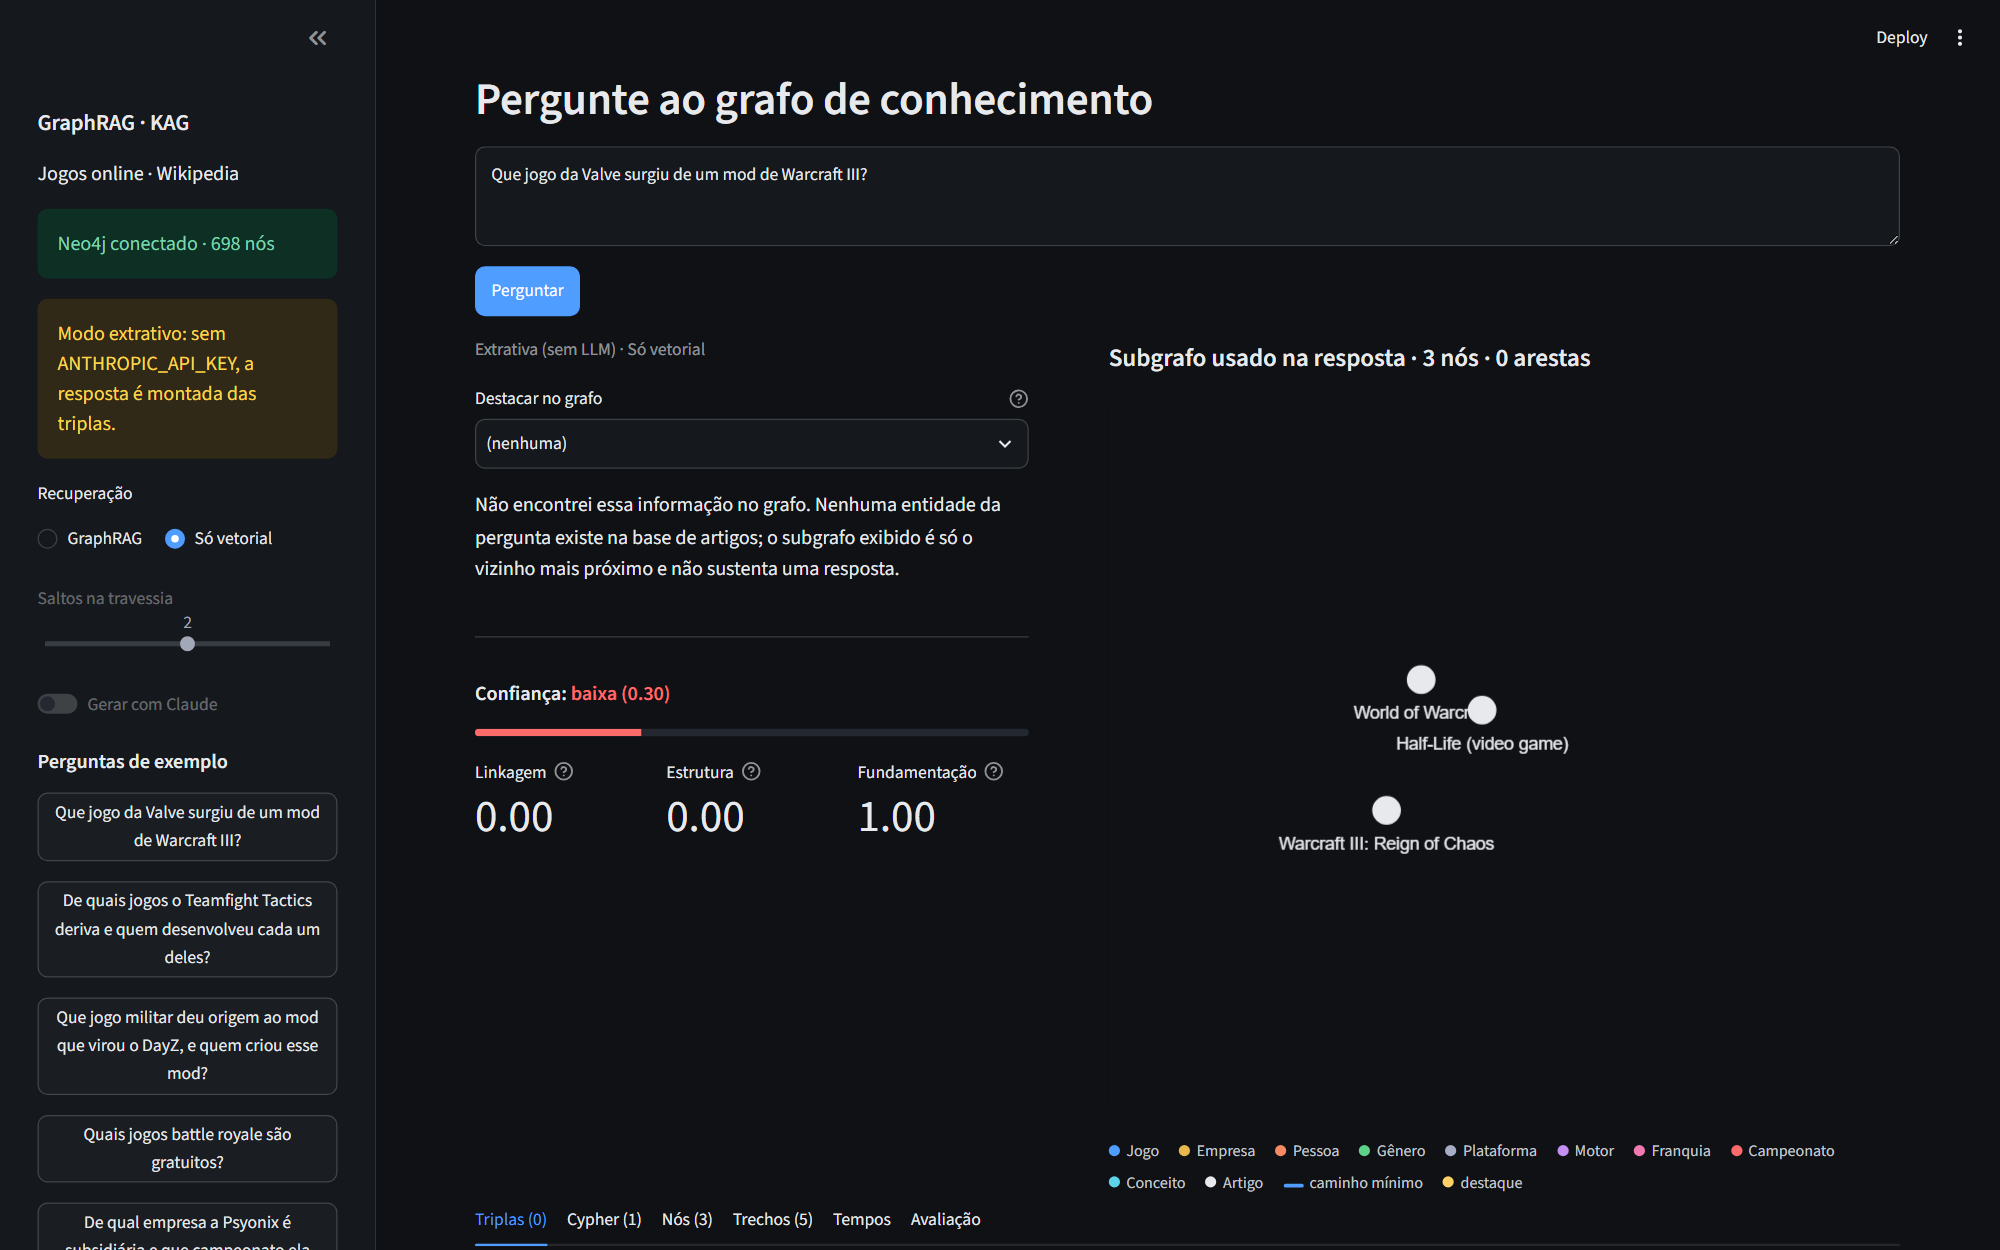 Deploy
GraphRAG · KAG
Jogos online · Wikipedia
Neo4j conectado · 698 nós
Modo extrativo: sem
ANTHROPIC_API_KEY, a
resposta é montada das
triplas.
Recuperação
GraphRAG
Só vetorial
Saltos na travessia
2
Gerar com Claude
Perguntas de exemplo
Que jogo da Valve surgiu de um mod
de Warcraft III?
De quais jogos o Teamfight Tactics
deriva e quem desenvolveu cada um
deles?
Que jogo militar deu origem ao mod
que virou o DayZ, e quem criou esse
mod?
Quais jogos battle royale são
gratuitos?
De qual empresa a Psyonix é
subsidiária e que campeonato ela
Pergunte ao grafo de conhecimento
Que jogo da Valve surgiu de um mod de Warcraft III?
Perguntar
Extrativa (sem LLM) · Só vetorial
Destacar no grafo
(nenhuma)
Não encontrei essa informação no grafo. Nenhuma entidade da
pergunta existe na base de artigos; o subgrafo exibido é só o
vizinho mais próximo e não sustenta uma resposta.
Confiança: baixa (0.30)
Linkagem
Estrutura
Fundamentação
0.00
0.00
1.00
Subgrafo usado na resposta · 3 nós · 0 arestas
World of Warcr
Half-Life (video game)
Warcraft III: Reign of Chaos
Jogo
Empresa
Pessoa
Gênero
Plataforma
Motor
Franquia
Campeonato
Conceito
Artigo
caminho mínimo
destaque
Triplas (0)
Cypher (1)
Nós (3)
Trechos (5)
Tempos
Avaliação